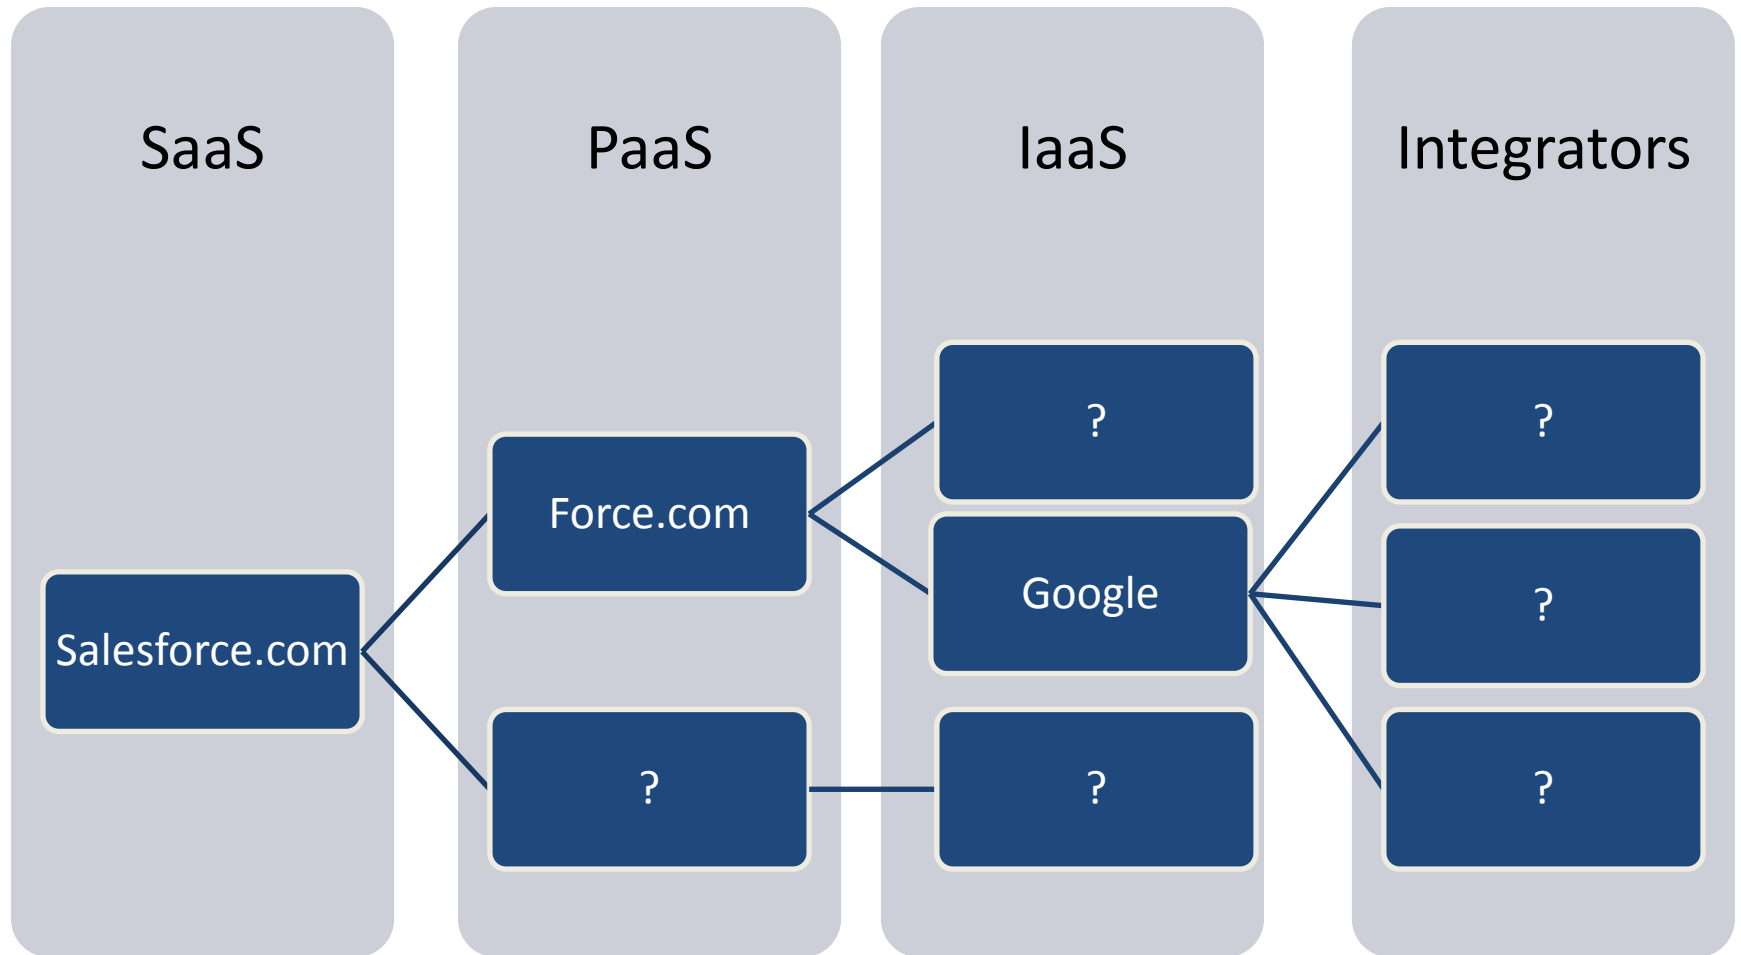 SaaS
PaaS
IaaS
Integrators
Salesforce.com
Force.com
?
?
Google
?
?
?
?